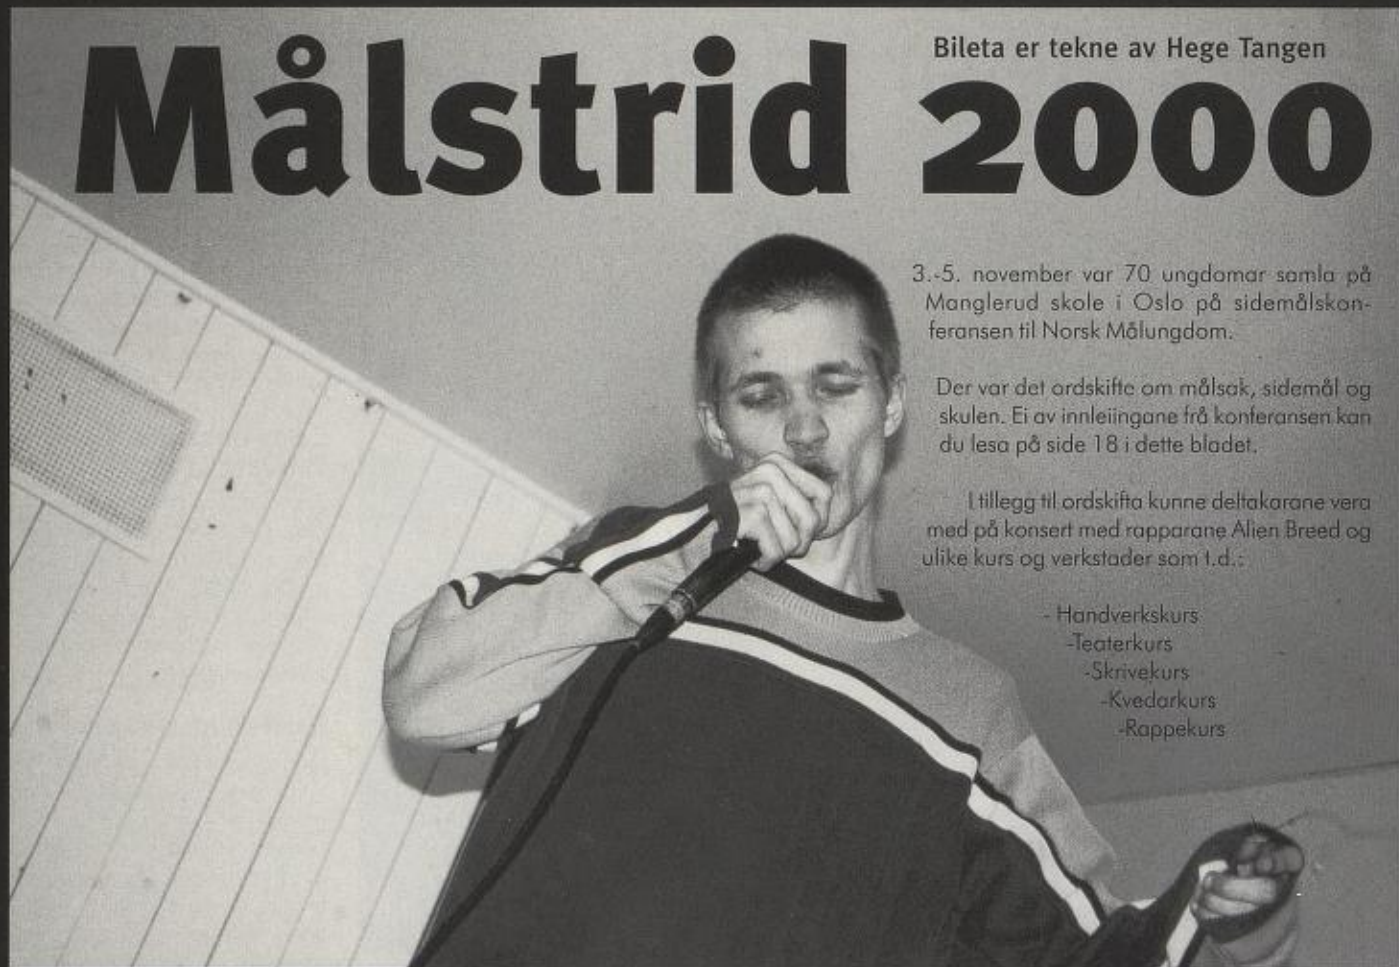 Bileta er tekne av Hege Tangen
Målstrid 2000
3.-5. november var 70 ungdomar samla på
Manglerud skole i Oslo på sidemålskon-
feransen til Norsk Målungdom.
Der var det ordskifte om målsak, sidemål og
skulen. Ei av innleiingane frå konferansen kan
du lesa på side 18 i dette bladet.
I tillegg til ordskifta kunne deltakarane vera
med på konsert med rapparane Alien Breed og
ulike kurs og verkstader som t.d.:
- Handverkskurs
-Teaterkurs
-Skrivekurs
-Kvedarkurs
-Rappekurs